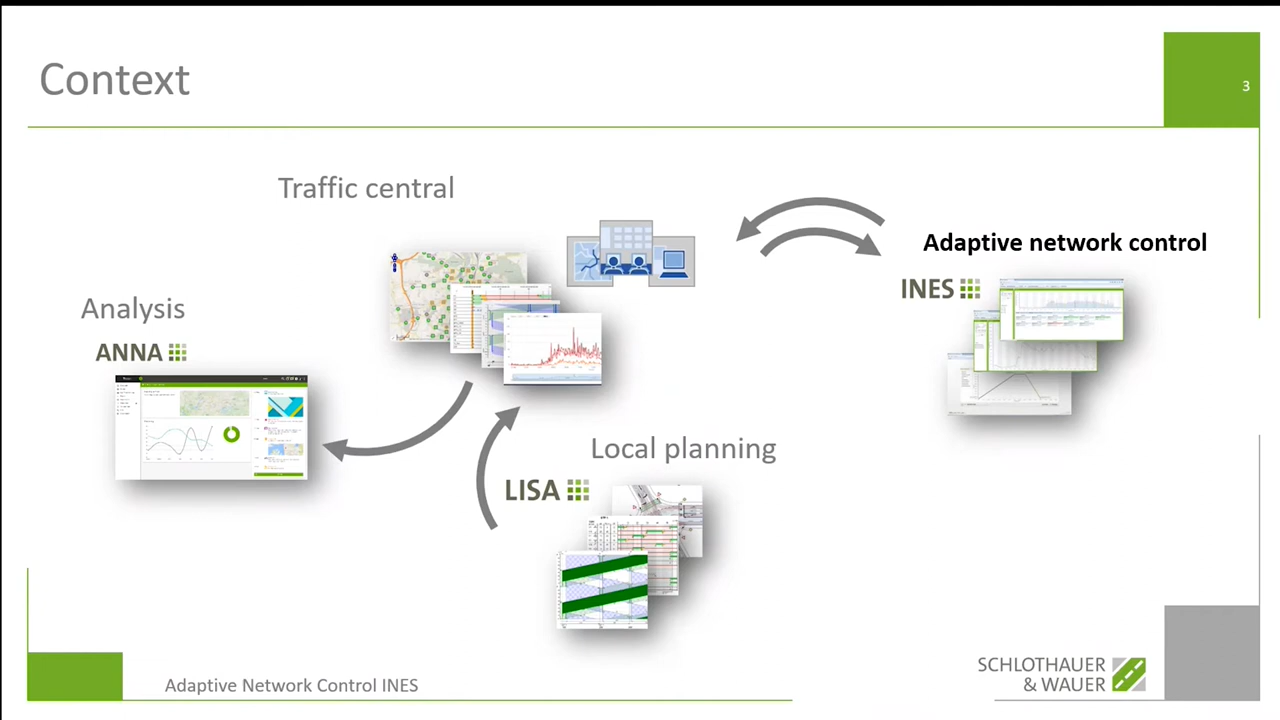 Context
3
Traffic central
Adaptive network control
INES
Analysis
ANNA
Local planning
LISA
SCHLOTHAUER
& WAUER
Adaptive Network Control INES